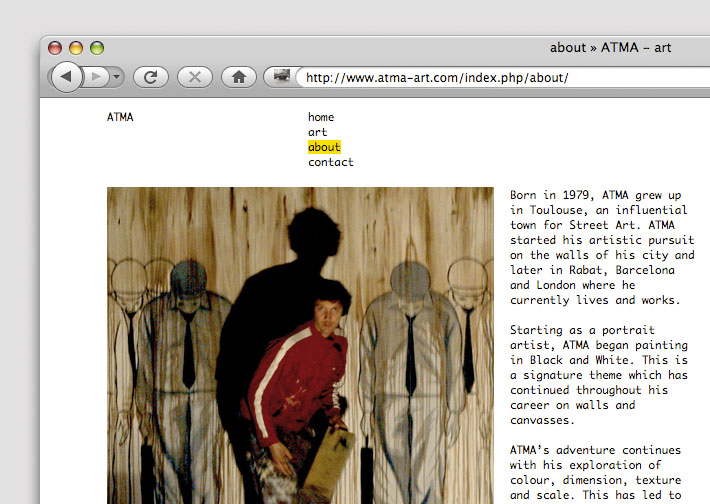 about » ATMA – art
http://www.atma-art.com/index.php/about/
ATMA
home
art
about
contact
Born in 1979, ATMA grew up
in Toulouse, an influential
town for Street Art. ATMA
started his artistic pursuit
on the walls of his city and
later in Rabat, Barcelona
and London where he
currently lives and works.
Starting as a portrait
artist, ATMA began painting
in Black and White. This is
a signature theme which has
continued throughout his
career on walls and
canvasses.
ATMA's adventure continues
with his exploration of
colour, dimension, texture
and scale. This has led to